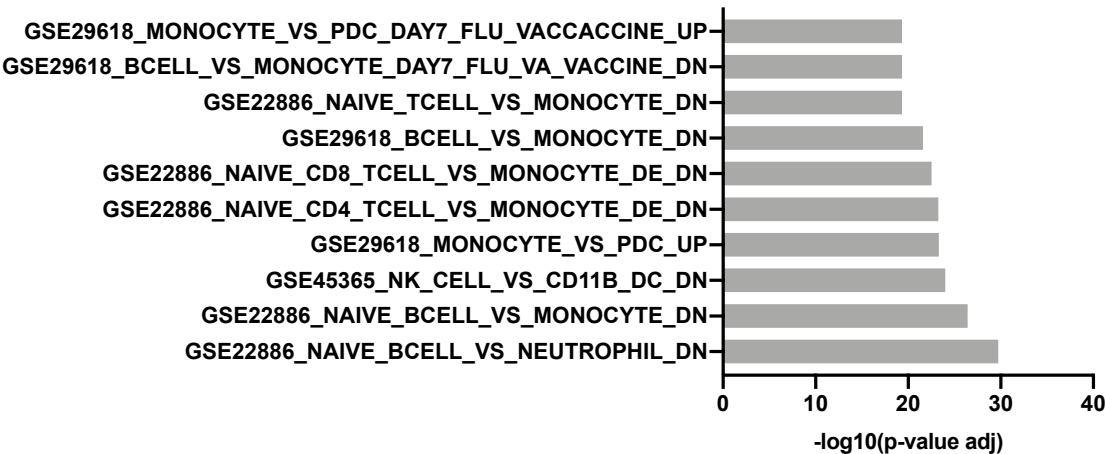 GSE29618_MONOCYTE_VS_PDC_DAY7_FLU_VACCACCINE_UP
GSE29618_BCELL_VS_MONOCYTE_DAY7_FLU_VA_VACCINE_DN
GSE22886_NAIVE_TCELL_VS_MONOCYTE_DN
GSE29618_BCELL_VS_MONOCYTE_DN
GSE22886_NAIVE_CD8_TCELL_VS_MONOCYTE_DE_DN
GSE22886_NAIVE_CD4_TCELL_VS_MONOCYTE_DE_DN
GSE29618_MONOCYTE_VS_PDC_UP
GSE45365_NK_CELL_VS_CD11B_DC_DN
GSE22886_NAIVE_BCELL_VS_MONOCYTE_DN
GSE22886_NAIVE_BCELL_VS_NEUTROPHIL_DN
0 10 20 30 40
-log10(p-value adj)